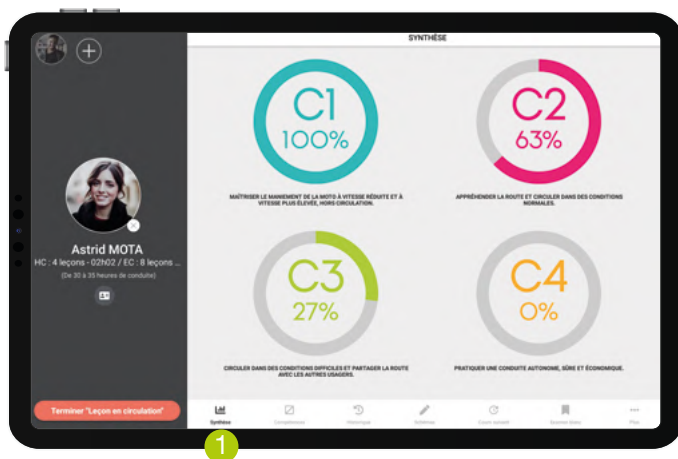 SYNTHÈSE
C1
100%
MAÎTRISER LE MANIEMENT DE LA MOTO À VITESSE RÉDUITE ET À
VITESSE PLUS ÉLEVÉE, HORS CIRCULATION.
C2
63%
APPRÉHENDER LA ROUTE ET CIRCULER DANS DES CONDITIONS
NORMALES.
Astrid MOTA
HC : 4 leçons - 02h02 / EC : 8 leçons ...
(De 30 à 35 heures de conduite)
C3
27%
CIRCULER DANS DES CONDITIONS DIFFICILES ET PARTAGER LA ROUTE
AVEC LES AUTRES USAGERS.
C4
0%
PRATIQUER UNE CONDUITE AUTONOME, SÛRE ET ÉCONOMIQUE.
Terminer "Leçon en circulation"
Synthèse
Compétences
Historique
Plus
1